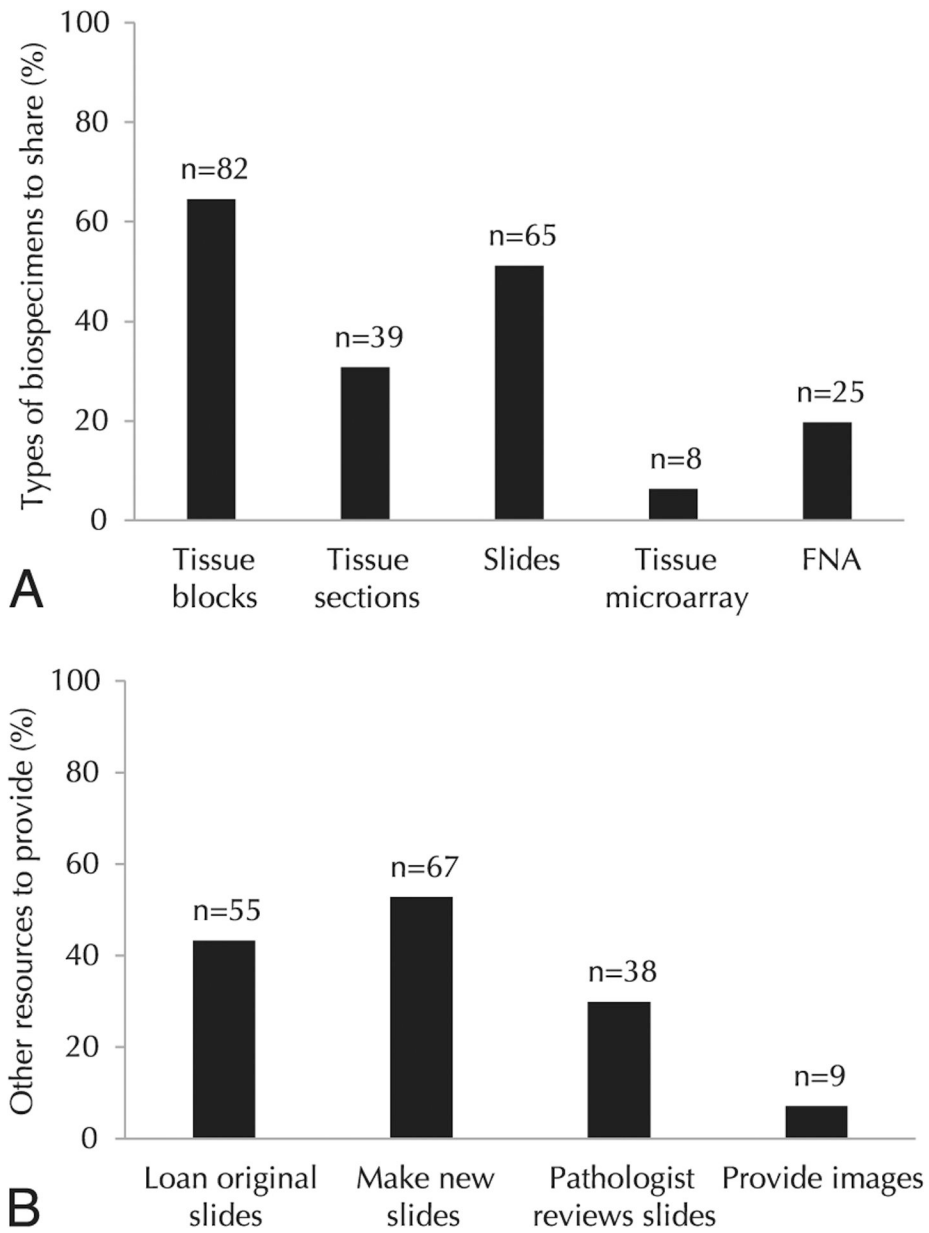 Types of biospecimens to share (%)
100
80
60
40
20
0
n=82
n=39
n=65
n=8
n=25
Tissue
blocks
Tissue
sections
Slides
Tissue
microarray
FNA
A
Other resources to provide (%)
100
80
60
40
20
0
n=55
n=67
n=38
n=9
Loan original
slides
Make new
slides
Pathologist
reviews slides
Provide images
B